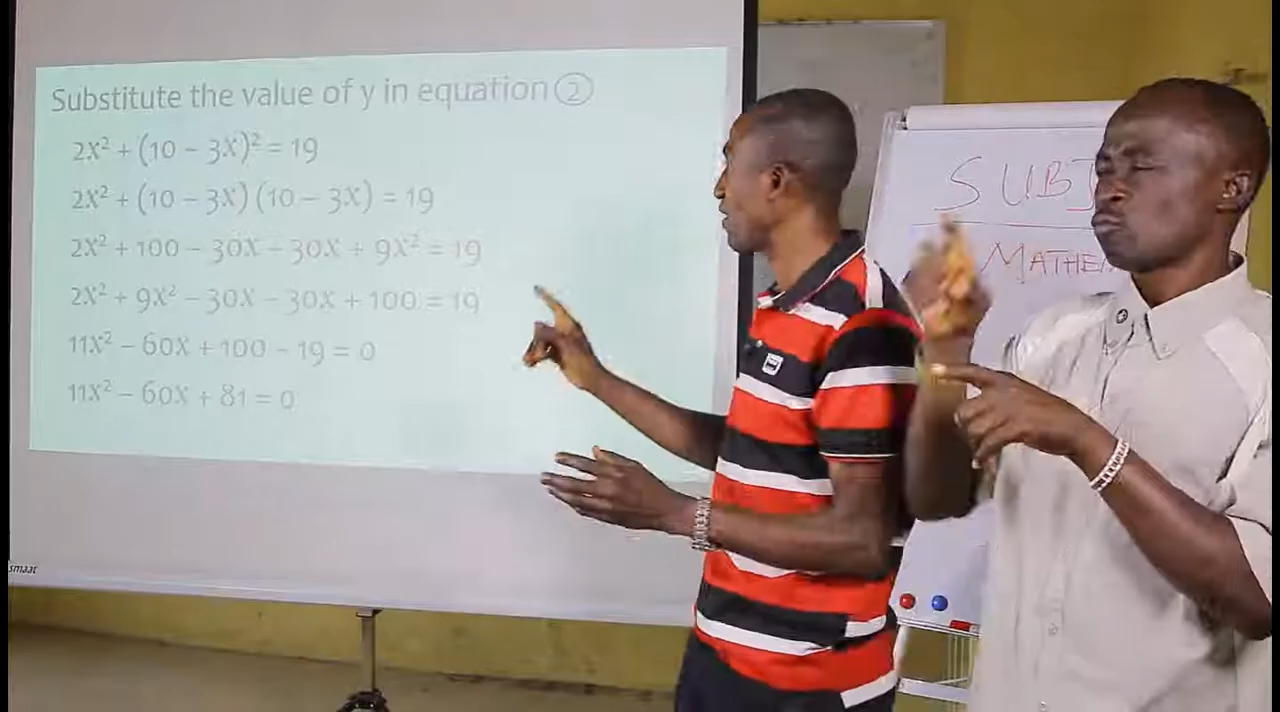 Substitute the value of y in equation ②
2x² + (10 – 3x)² = 19
2x² + (10 – 3x) (10 – 3x) = 19
2x² + 100 – 30x – 30x + 9x² = 19
2x² + 9x² – 30x – 30x + 100 = 19
11x² – 60x + 100 – 19 = 0
11x² – 60x + 81 = 0
SUBJ
MATHEM
smaat